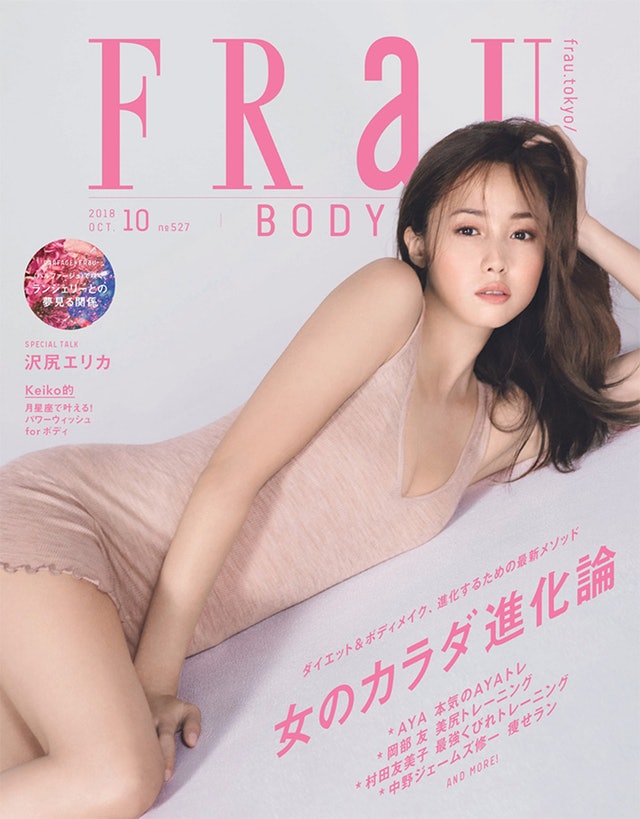 FRaU
frau.tokyo/
2018
OCT. 10 no527
BODY
ランジェリーとの
夢見る関係
SPECIAL TALK
沢尻エリカ
Keiko的
月星座で叶える!
パワーウィッシュ
for ボディ
ダイエット&ボディメイク、進化するための最新メソッド
女のカラダ進化論
*AYA 本気のAYAトレ
*岡部 友 美尻トレーニング
*村田友美子 最強くびれトレーニング
*中野ジェームズ修一 痩せラン
AND MORE!